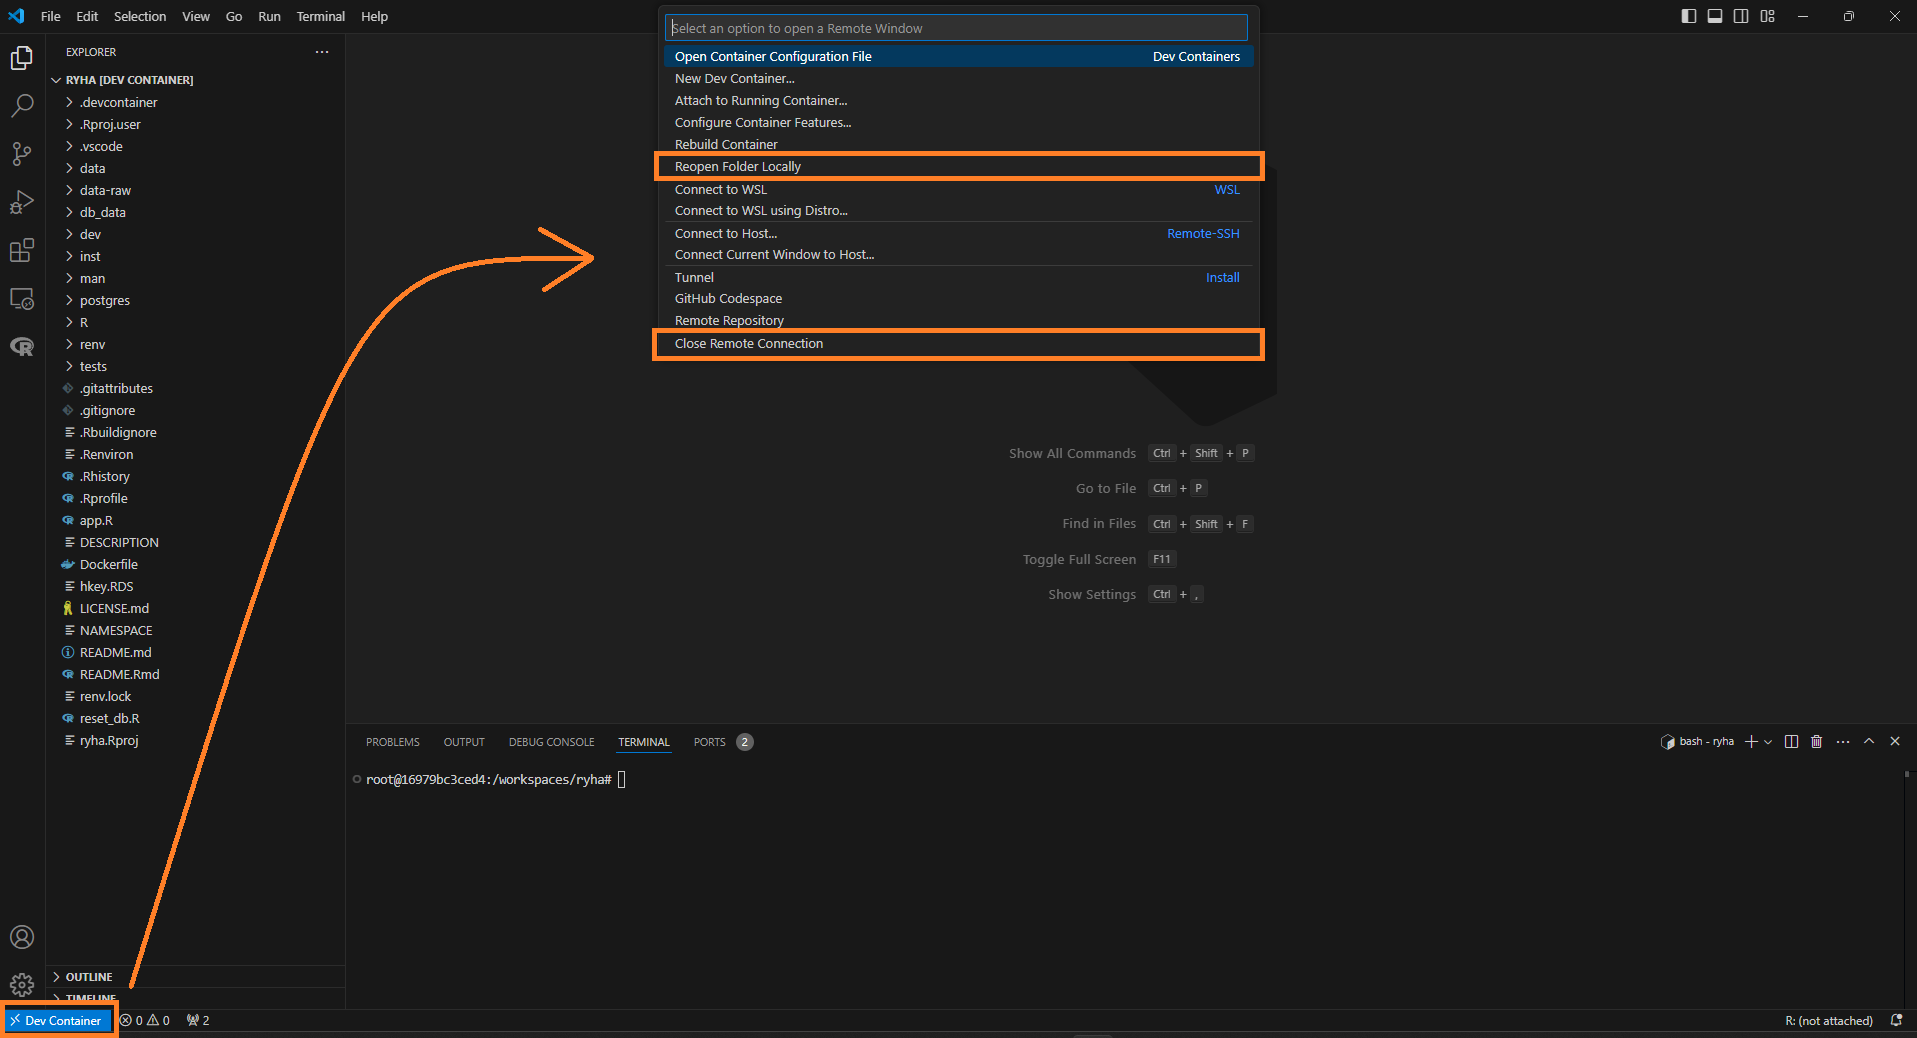 File Edit Selection View Go Run Terminal Help
Select an option to open a Remote Window
Open Container Configuration File Dev Containers
New Dev Container...
Attach to Running Container...
Configure Container Features...
Rebuild Container
Reopen Folder Locally
Connect to WSL WSL
Connect to WSL using Distro...
Connect to Host... Remote-SSH
Connect Current Window to Host...
Tunnel Install
GitHub Codespace
Remote Repository
Close Remote Connection
EXPLORER
RYHA [DEV CONTAINER]
.devcontainer
.Rproj.user
.vscode
data
data-raw
db_data
dev
inst
man
postgres
R
renv
tests
.gitattributes
.gitignore
.Rbuildignore
.Renviron
.Rhistory
.Rprofile
app.R
DESCRIPTION
Dockerfile
hkey.RDS
LICENSE.md
NAMESPACE
README.md
README.Rmd
renv.lock
reset_db.R
ryha.Rproj
OUTLINE
TIMELINE
Show All Commands Ctrl + Shift + P
Go to File Ctrl + P
Find in Files Ctrl + Shift + F
Toggle Full Screen F11
Show Settings Ctrl + ,
PROBLEMS OUTPUT DEBUG CONSOLE TERMINAL PORTS 2
bash - ryha
root@16979bc3ced4:/workspaces/ryha#
Dev Container 0 0 2
R: (not attached)